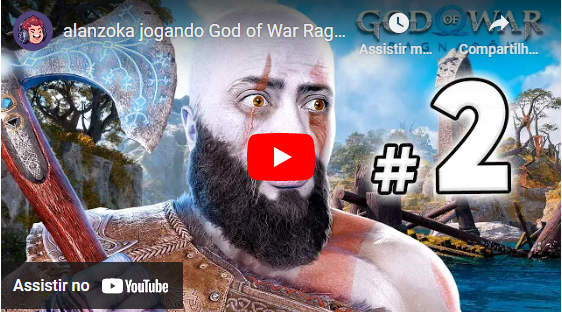 alanzoka jogando God of War Rag...
GOD OF WAR
Assistir m...
Compartilh...
#2
Assistir no YouTube